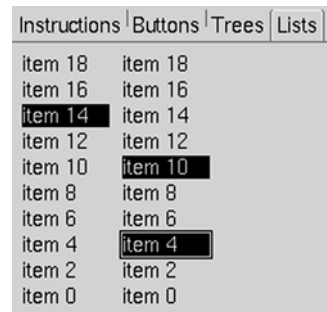 Instructions Buttons Trees Lists
item 18 item 18
item 16 item 16
item 14 item 14
item 12 item 12
item 10 item 10
item 8 item 8
item 6 item 6
item 4 item 4
item 2 item 2
item 0 item 0